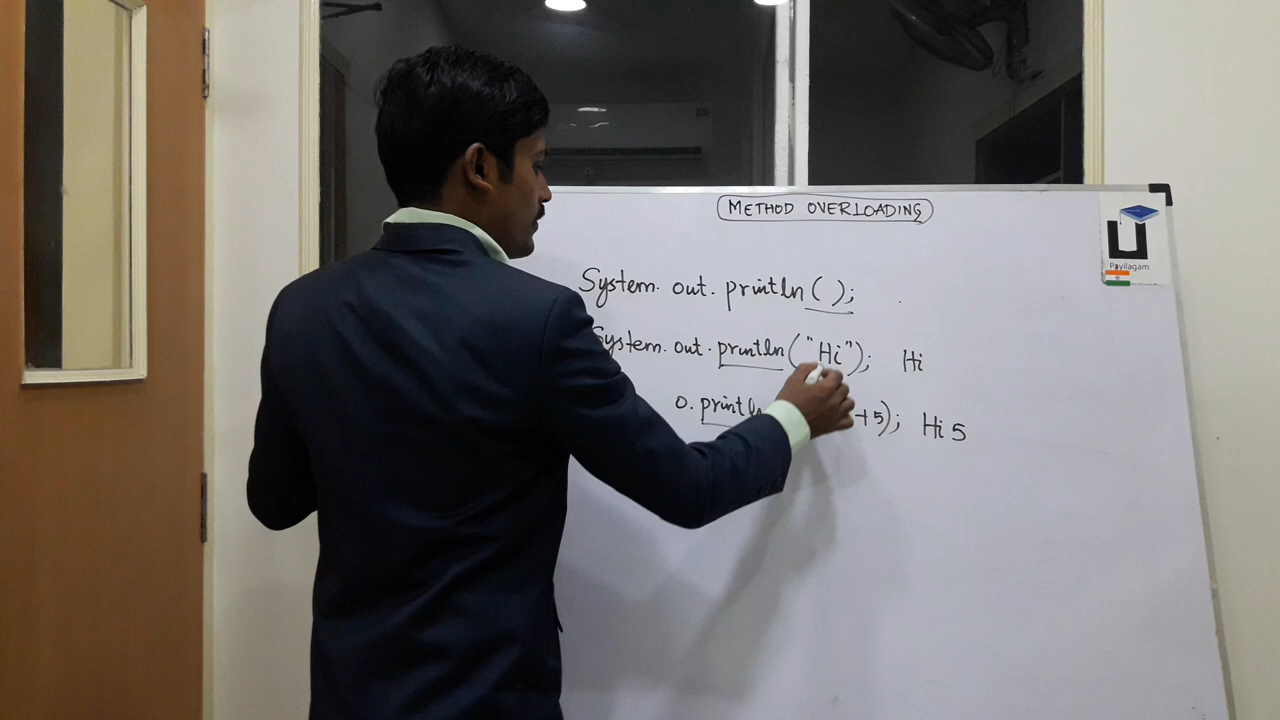 METHOD OVERLOADING
Payilagam
System. out. println ( );
System. out. println ("Hi"); Hi
o. println +5); Hi 5